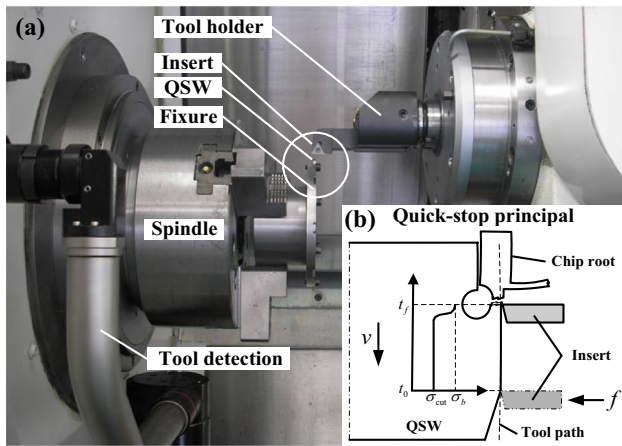 (a)
Tool holder
Insert
QSW
Fixure
Spindle
Tool detection
(b) Quick-stop principal
Chip root
t_f
v
Insert
t_0
σ_cut σ_b
f
QSW
Tool path